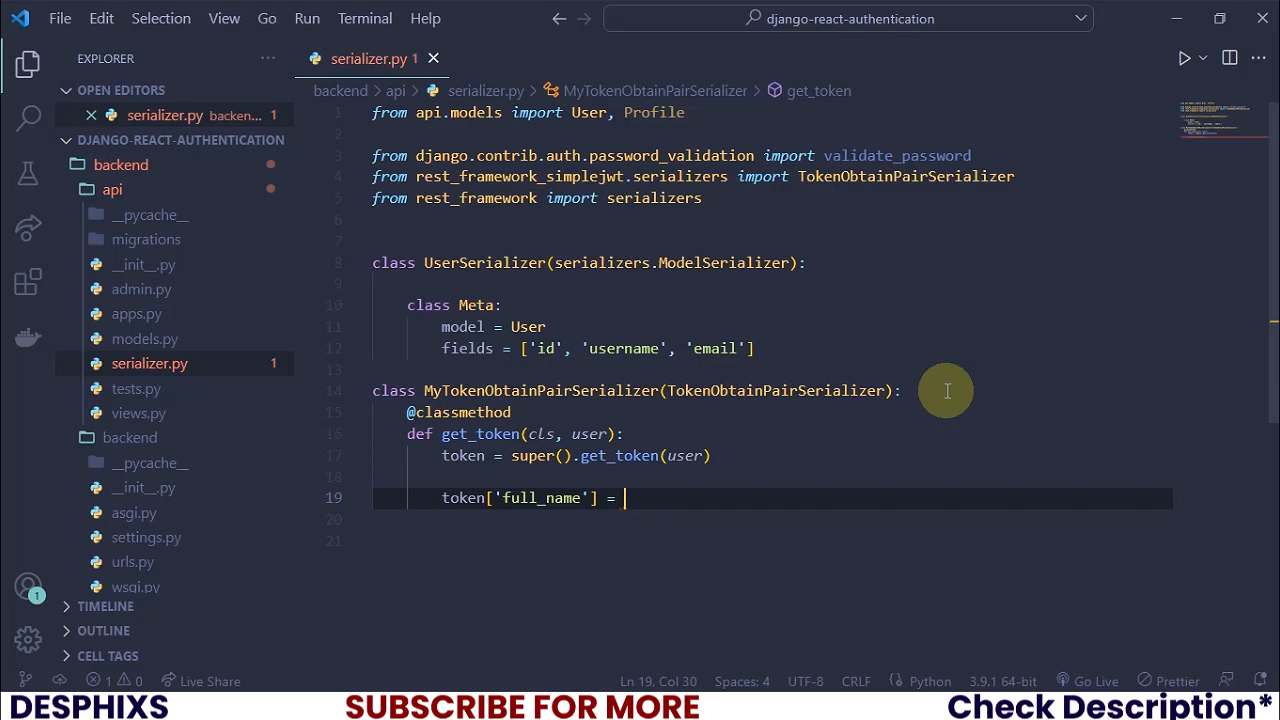 File Edit Selection View Go Run Terminal Help django-react-authentication
EXPLORER
serializer.py 1
OPEN EDITORS
serializer.py backen... 1
backend > api > serializer.py > MyTokenObtainPairSerializer > get_token
DJANGO-REACT-AUTHENTICATION
backend
api
__pycache__
migrations
__init__.py
admin.py
apps.py
models.py
serializer.py 1
tests.py
views.py
backend
__pycache__
__init__.py
asgi.py
settings.py
urls.py
wsgi.py
TIMELINE
OUTLINE
CELL TAGS
1
1 from api.models import User, Profile
2
3 from django.contrib.auth.password_validation import validate_password
4 from rest_framework_simplejwt.serializers import TokenObtainPairSerializer
5 from rest_framework import serializers
6
7
8 class UserSerializer(serializers.ModelSerializer):
9
10 class Meta:
11 model = User
12 fields = ['id', 'username', 'email']
13
14 class MyTokenObtainPairSerializer(TokenObtainPairSerializer):
15 @classmethod
16 def get_token(cls, user):
17 token = super().get_token(user)
18
19 token['full_name'] =
20
21
1 0 Live Share Ln 19, Col 30 Spaces: 4 UTF-8 CRLF Python 3.9.1 64-bit Go Live Prettier
DESPHIXS SUBSCRIBE FOR MORE Check Description*